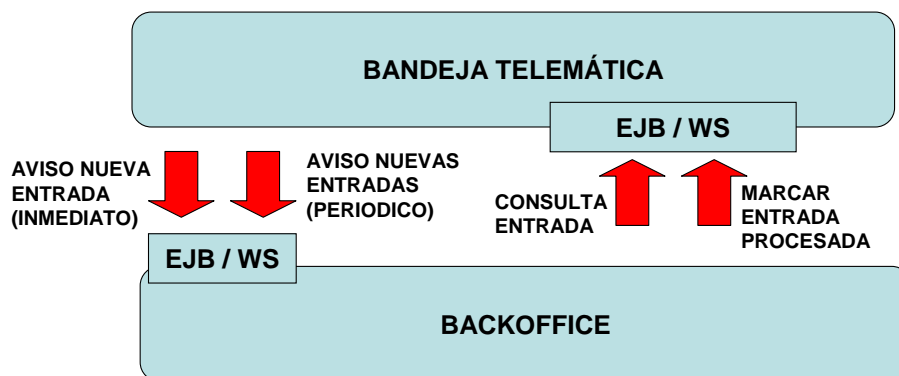 BANDEJA TELEMÁTICA
EJB / WS
AVISO NUEVA
ENTRADA
(INMEDIATO)
AVISO NUEVAS
ENTRADAS
(PERIODICO)
CONSULTA
ENTRADA
MARCAR
ENTRADA
PROCESADA
EJB / WS
BACKOFFICE